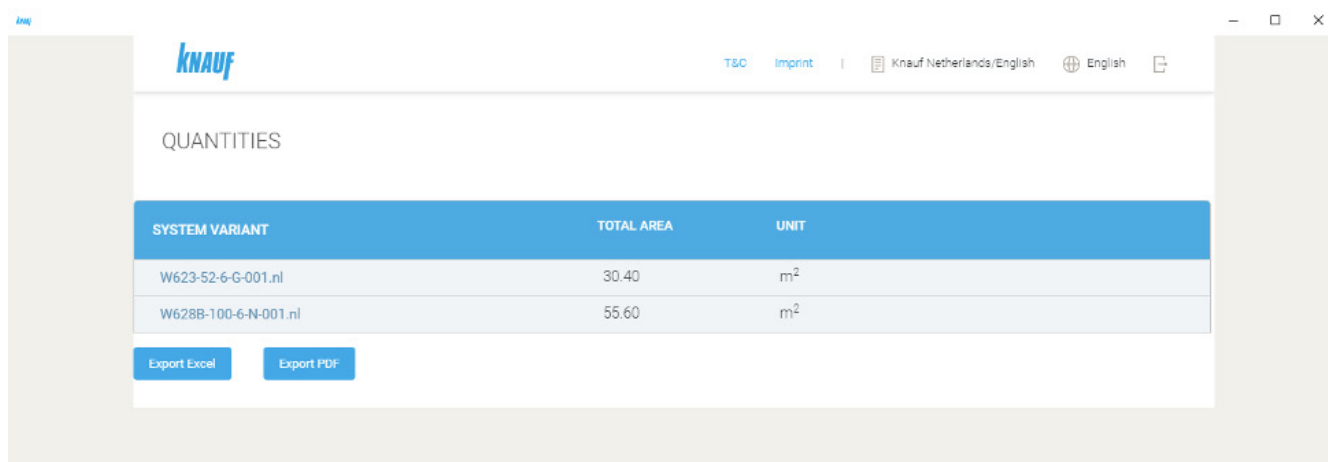 KNAUF
KNAUF T&C Imprint | Knauf Netherlands/English English
QUANTITIES
SYSTEM VARIANT TOTAL AREA UNIT
W623-52-6-G-001.nl 30.40 m²
W628B-100-6-N-001.nl 55.60 m²
Export Excel Export PDF